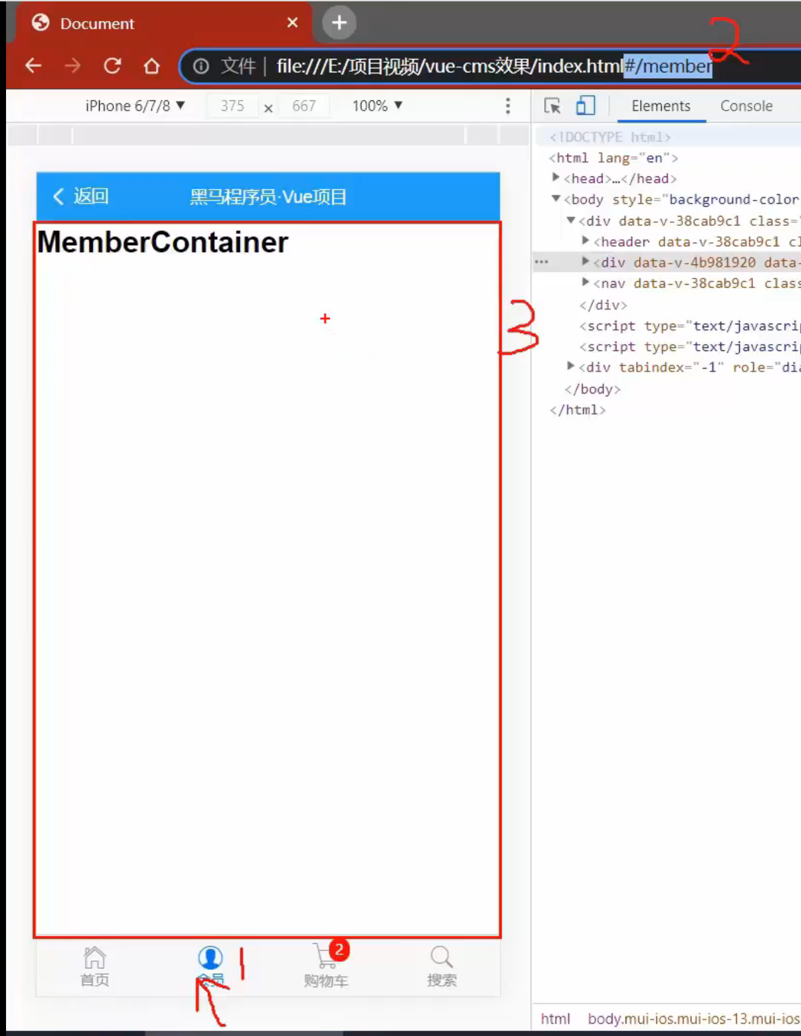 Document
文件 | file:///E:/项目视频/vue-cms效果/index.html#/member
2
iPhone 6/7/8 ▼ 375 × 667 100% ▼
Elements Console
<!DOCTYPE html>
<html lang="en">
▶<head>…</head>
▼<body style="background-color
▼<div data-v-38cab9c1 class="
▶<header data-v-38cab9c1 cl
▶<div data-v-4b981920 data-
▶<nav data-v-38cab9c1 class
</div>
<script type="text/javascrip
<script type="text/javascrip
▶<div tabindex="-1" role="dia
</body>
</html>
返回 黑马程序员·Vue项目
MemberContainer
3
2
1
首页 会员 购物车 搜索
html body.mui-ios.mui-ios-13.mui-ios